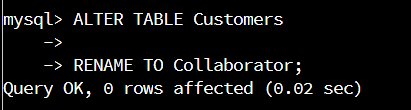 mysql> ALTER TABLE Customers
    ->
    -> RENAME TO Collaborator;
Query OK, 0 rows affected (0.02 sec)